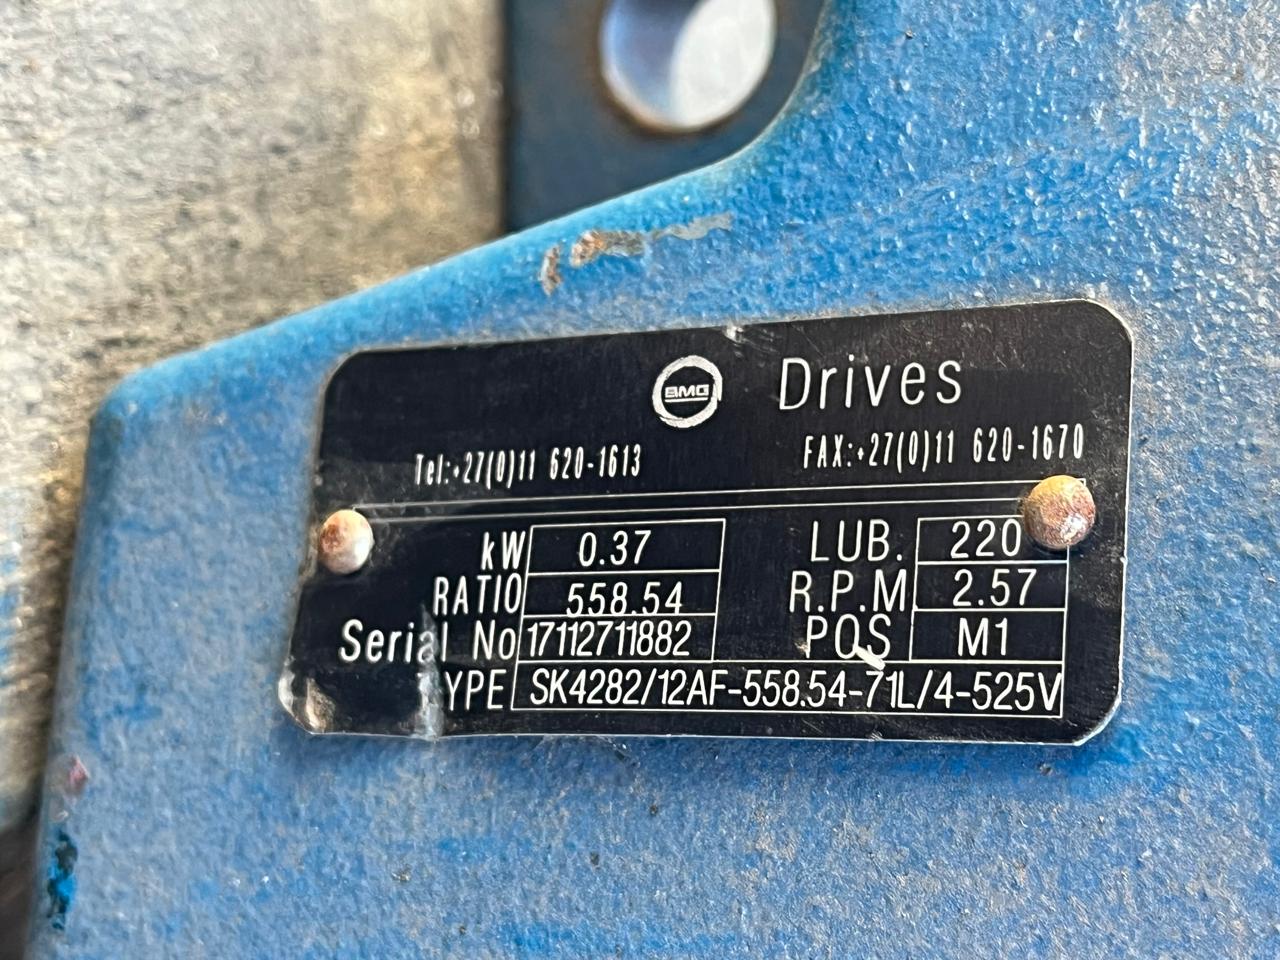 BMG Drives
Tel:+27(0)11 620-1613 FAX:+27(0)11 620-1670
kW 0.37 LUB. 220
RATIO 558.54 R.P.M 2.57
Serial No 17112711882 POS M1
TYPE SK4282/12AF-558.54-71L/4-525V